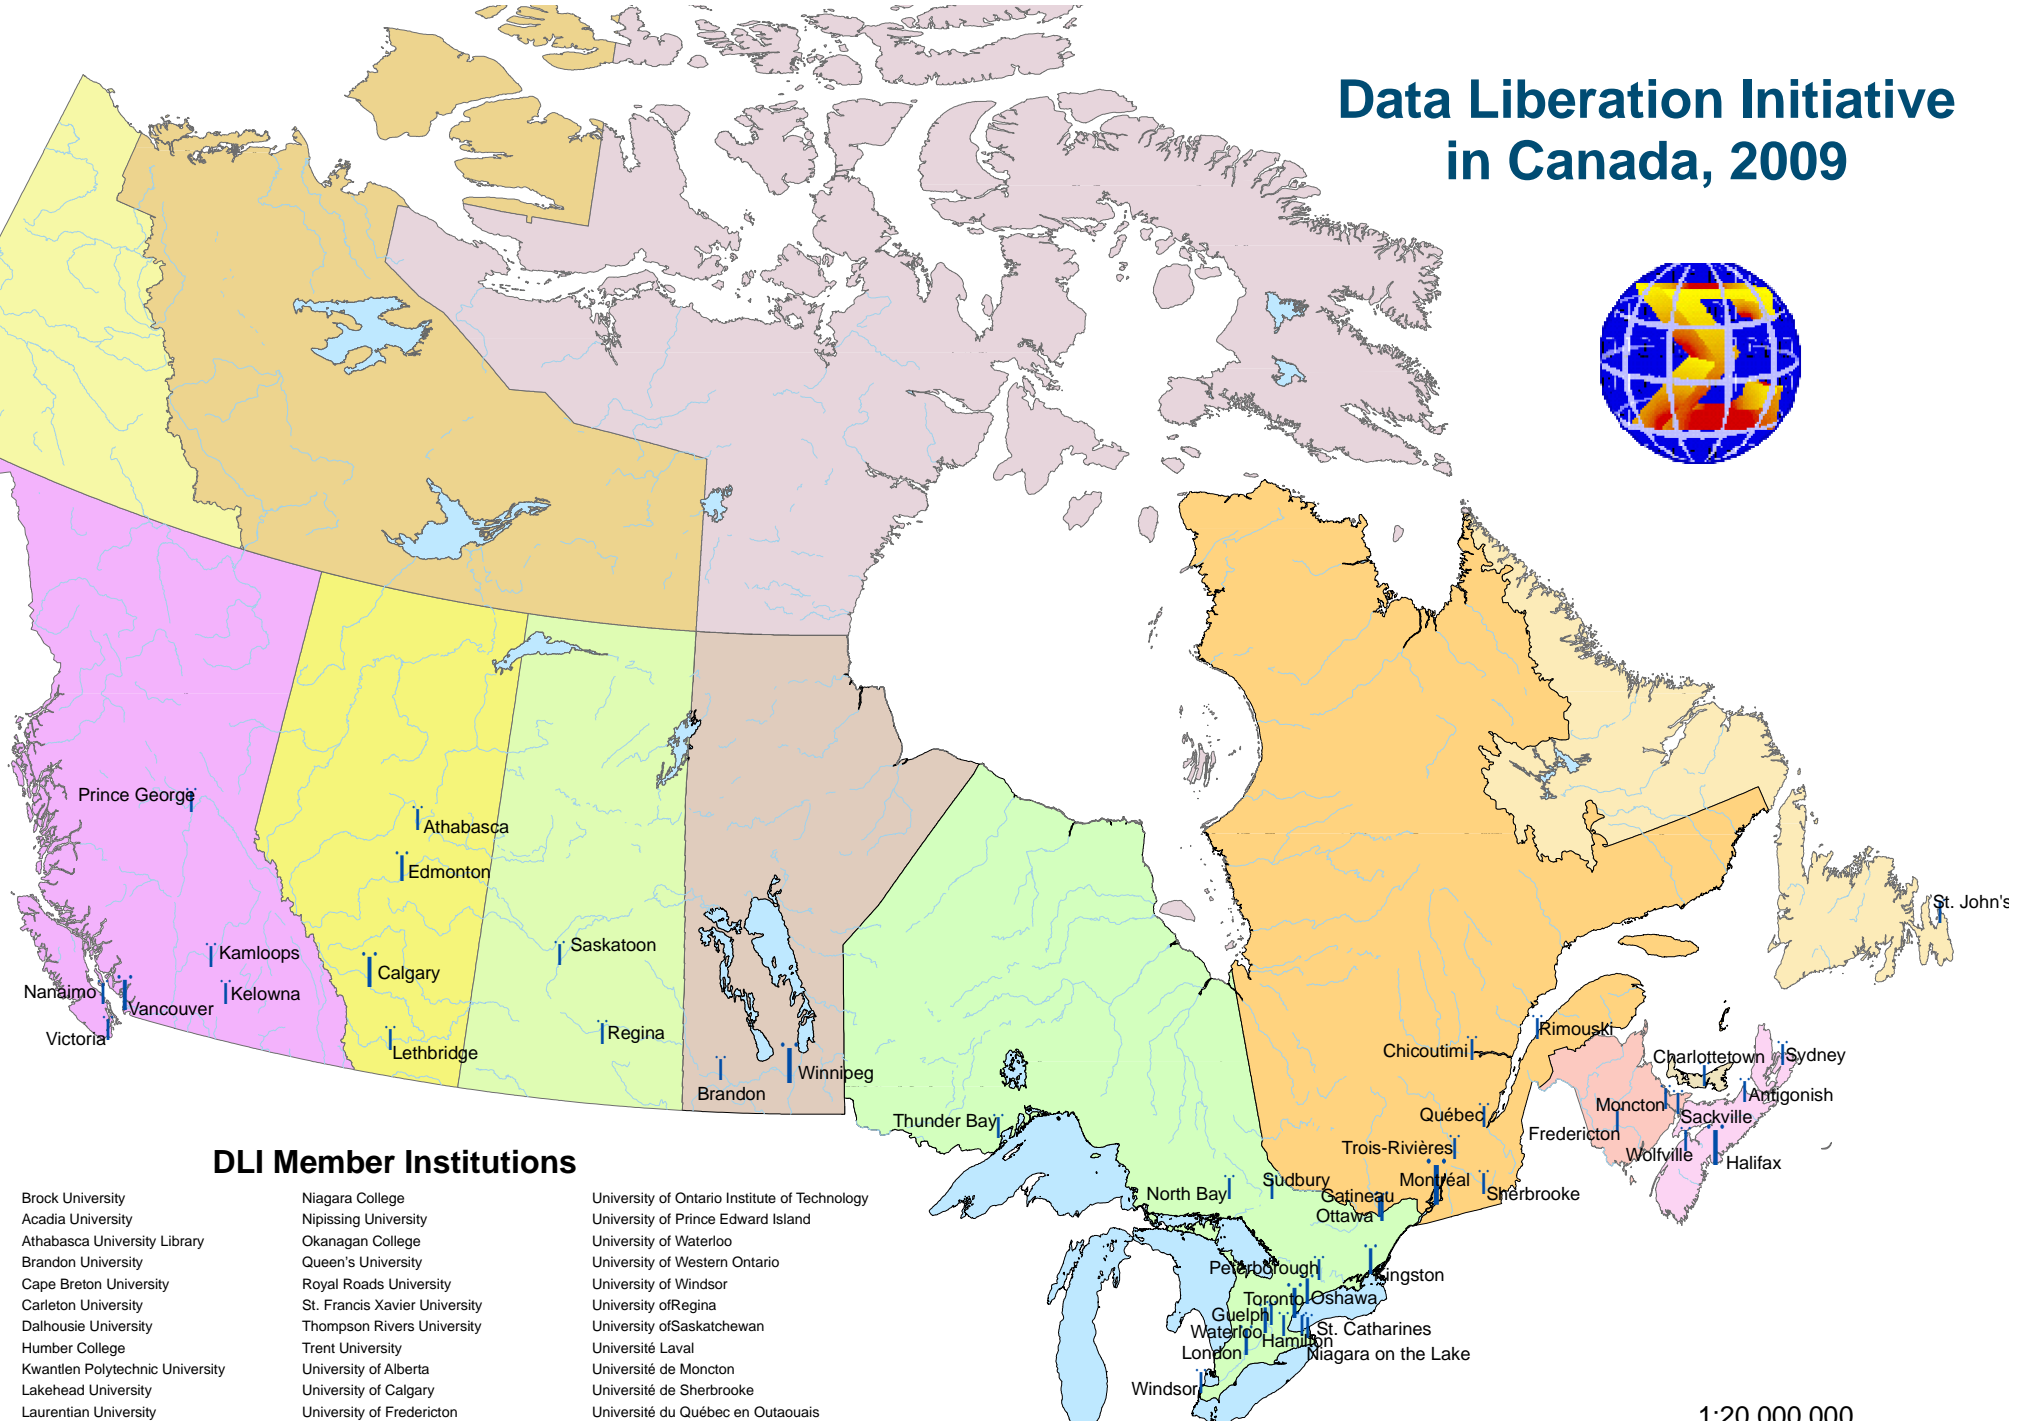 Data Liberation Initiative
in Canada, 2009
Prince George
Athabasca
Edmonton
St. John's
Saskatoon
Kamloops
Calgary
Nanaimo
Kelowna
Vancouver
Victoria
Lethbridge
Regina
Rimouski
Chicoutimi
Charlottetown
Sydney
Winnipeg
Brandon
Antigonish
Moncton
Sackville
Québec
Thunder Bay
Fredericton
Trois-Rivières
Wolfville
Halifax
Sudbury
Montréal
North Bay
Gatineau
Sherbrooke
Ottawa
Peterborough
Kingston
Toronto
Oshawa
Guelph
Waterloo
Hamilton
St. Catharines
London
Niagara on the Lake
Windsor
DLI Member Institutions
Brock University
Acadia University
Athabasca University Library
Brandon University
Cape Breton University
Carleton University
Dalhousie University
Humber College
Kwantlen Polytechnic University
Lakehead University
Laurentian University
Niagara College
Nipissing University
Okanagan College
Queen's University
Royal Roads University
St. Francis Xavier University
Thompson Rivers University
Trent University
University of Alberta
University of Calgary
University of Fredericton
University of Ontario Institute of Technology
University of Prince Edward Island
University of Waterloo
University of Western Ontario
University of Windsor
University ofRegina
University ofSaskatchewan
Université Laval
Université de Moncton
Université de Sherbrooke
Université du Québec en Outaouais
1:20 000 000